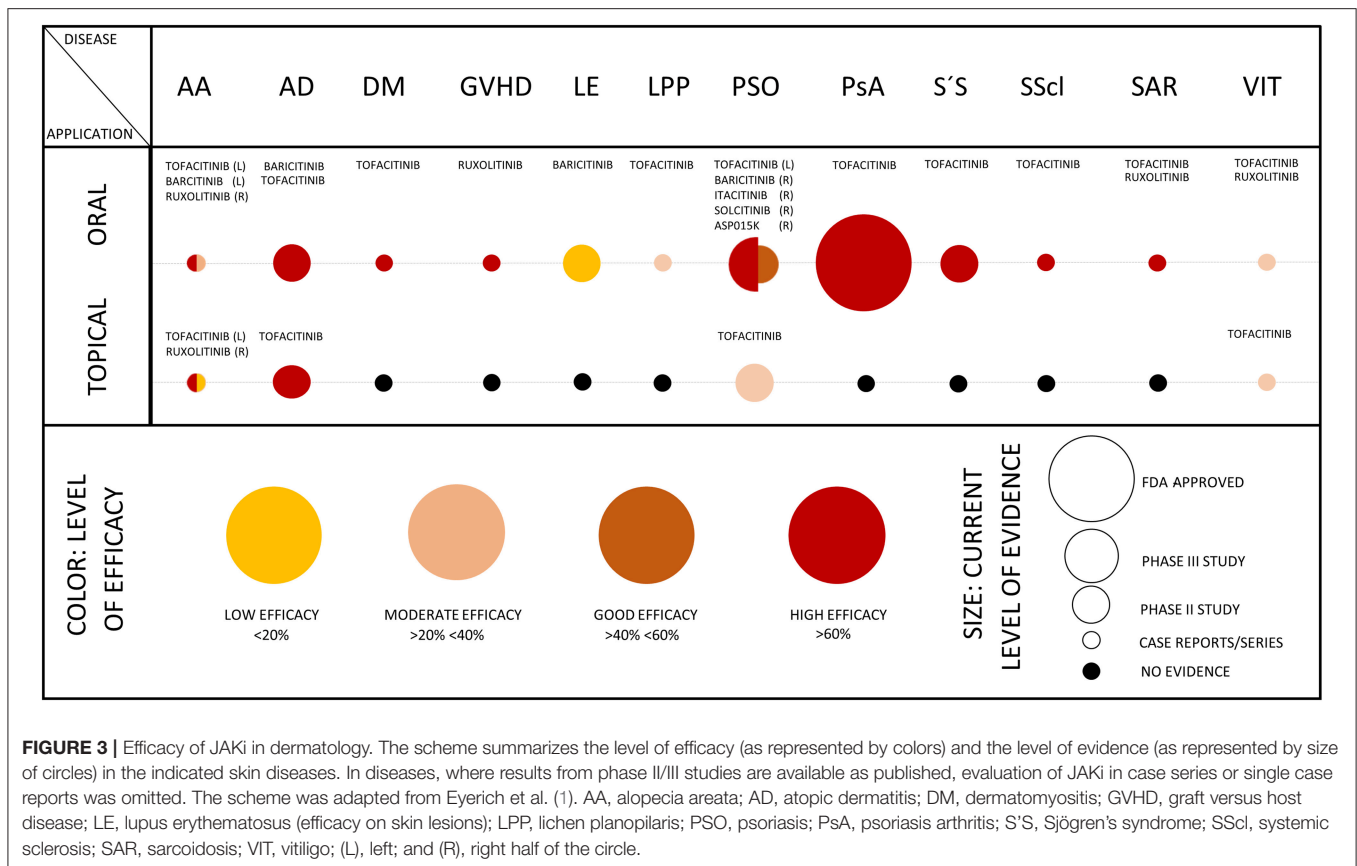 DISEASE
APPLICATION
AA AD DM GVHD LE LPP PSO PsA S´S SScl SAR VIT
ORAL
TOFACITINIB (L)
BARCITINIB (L)
RUXOLITINIB (R)
BARICITINIB
TOFACITINIB
TOFACITINIB
RUXOLITINIB
BARICITINIB
TOFACITINIB
TOFACITINIB (L)
BARICITINIB (R)
ITACITINIB (R)
SOLCITINIB (R)
ASP015K (R)
TOFACITINIB
TOFACITINIB
TOFACITINIB
TOFACITINIB
RUXOLITINIB
TOFACITINIB
RUXOLITINIB
TOPICAL
TOFACITINIB (L)
RUXOLITINIB (R)
TOFACITINIB
TOFACITINIB
TOFACITINIB
COLOR: LEVEL
OF EFFICACY
LOW EFFICACY
<20%
MODERATE EFFICACY
>20% <40%
GOOD EFFICACY
>40% <60%
HIGH EFFICACY
>60%
SIZE: CURRENT
LEVEL OF EVIDENCE
FDA APPROVED
PHASE III STUDY
PHASE II STUDY
CASE REPORTS/SERIES
NO EVIDENCE
FIGURE 3 | Efficacy of JAKi in dermatology. The scheme summarizes the level of efficacy (as represented by colors) and the level of evidence (as represented by size
of circles) in the indicated skin diseases. In diseases, where results from phase II/III studies are available as published, evaluation of JAKi in case series or single case
reports was omitted. The scheme was adapted from Eyerich et al. (1). AA, alopecia areata; AD, atopic dermatitis; DM, dermatomyositis; GVHD, graft versus host
disease; LE, lupus erythematosus (efficacy on skin lesions); LPP, lichen planopilaris; PSO, psoriasis; PsA, psoriasis arthritis; S'S, Sjögren's syndrome; SScl, systemic
sclerosis; SAR, sarcoidosis; VIT, vitiligo; (L), left; and (R), right half of the circle.